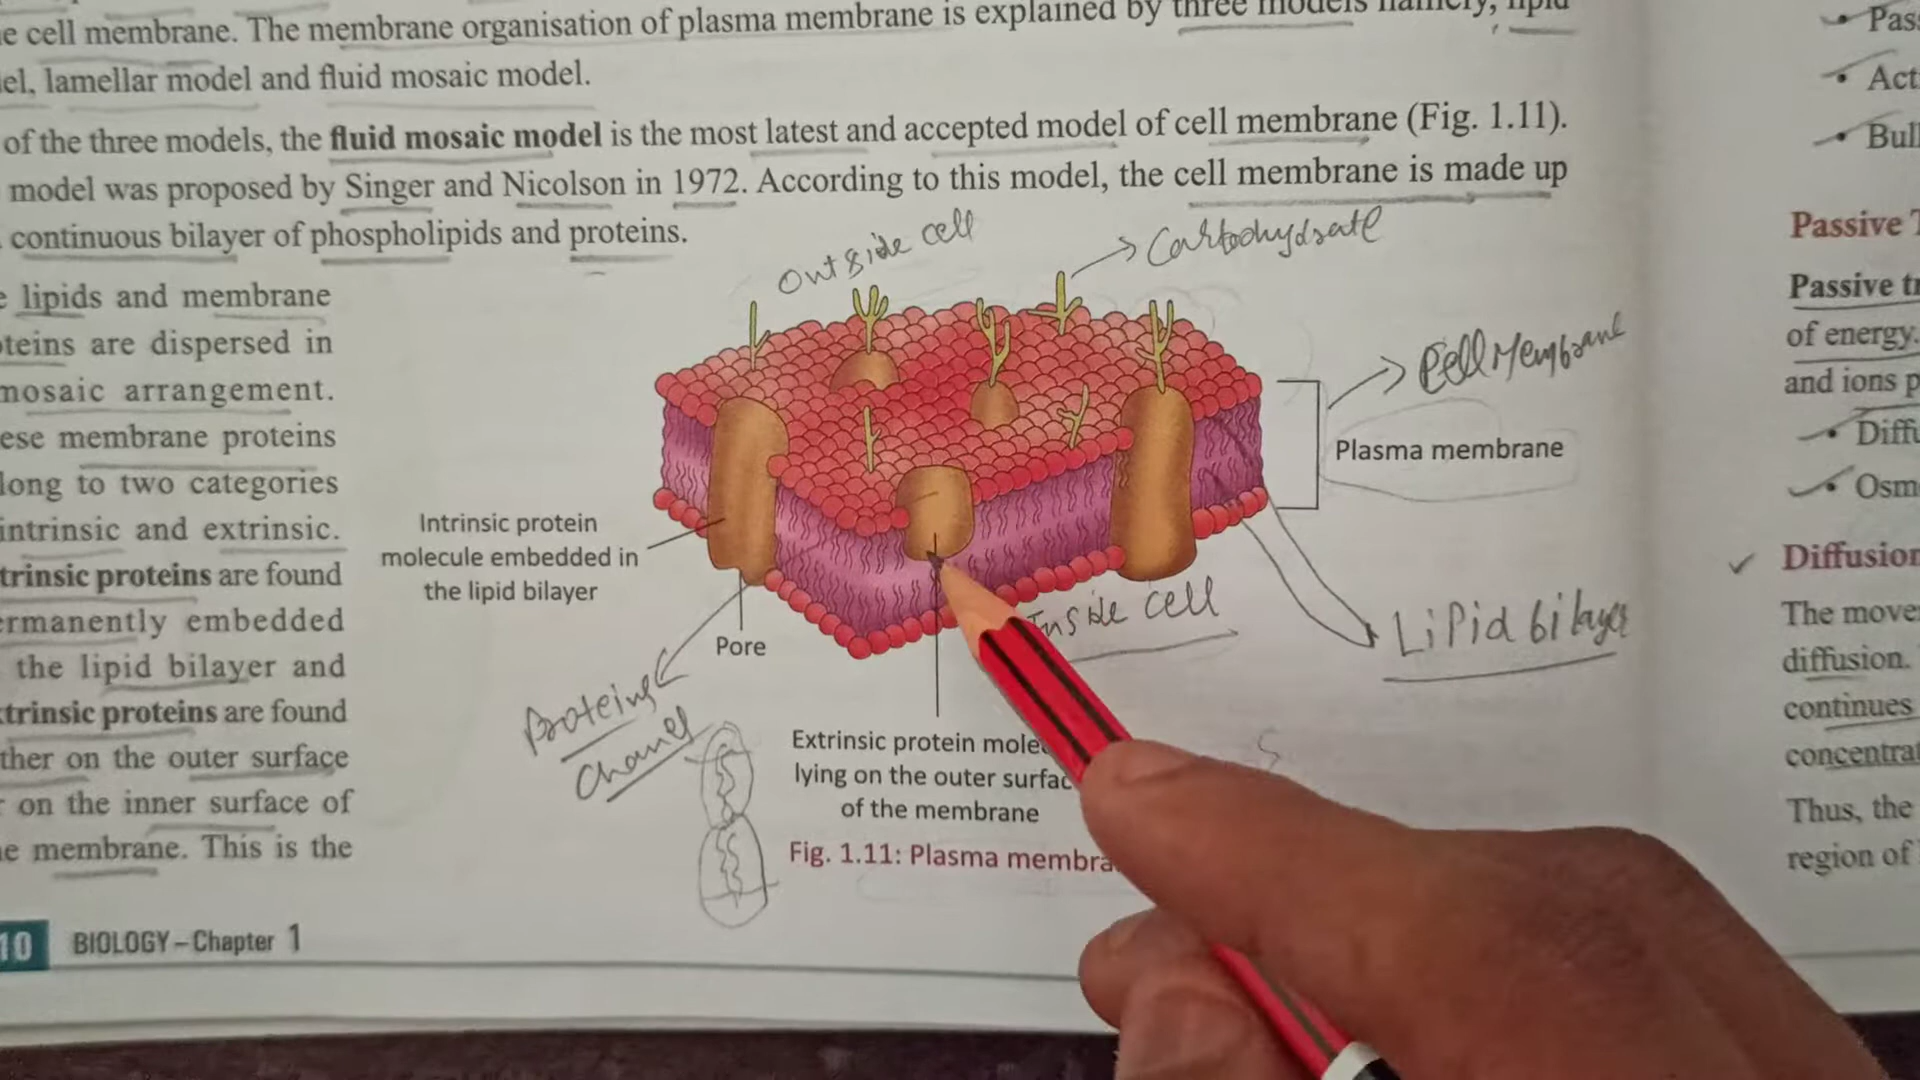 e cell membrane. The membrane organisation of plasma membrane is explained by three models namely, lipid
el, lamellar model and fluid mosaic model.
of the three models, the fluid mosaic model is the most latest and accepted model of cell membrane (Fig. 1.11).
model was proposed by Singer and Nicolson in 1972. According to this model, the cell membrane is made up
continuous bilayer of phospholipids and proteins.
e lipids and membrane
oteins are dispersed in
mosaic arrangement.
ese membrane proteins
long to two categories
intrinsic and extrinsic.
trinsic proteins are found
ermanently embedded
the lipid bilayer and
xtrinsic proteins are found
ther on the outer surface
r on the inner surface of
e membrane. This is the
Outside cell
Carbohydrate
Cell Membrane
Plasma membrane
Intrinsic protein
molecule embedded in
the lipid bilayer
Pore
Inside cell
Lipid bilayer
Proteins
Channel
Extrinsic protein mole
lying on the outer surfac
of the membrane
S
Fig. 1.11: Plasma membra
10 BIOLOGY – Chapter 1
• Pas
• Act
• Bull
Passive T
Passive tr
of energy.
and ions p
• Diffu
• Osm
Diffusion
The move
diffusion.
continues
concentra
Thus, the
region of